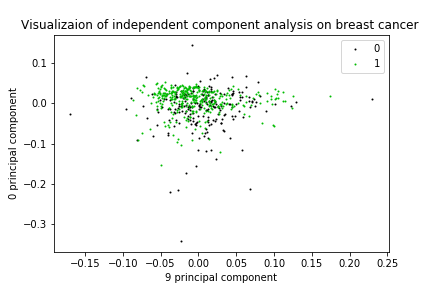 Visualizaion of independent component analysis on breast cancer
0
1
0.1
0.0
−0.1
−0.2
−0.3
0 principal component
−0.15 −0.10 −0.05 0.00 0.05 0.10 0.15 0.20 0.25
9 principal component